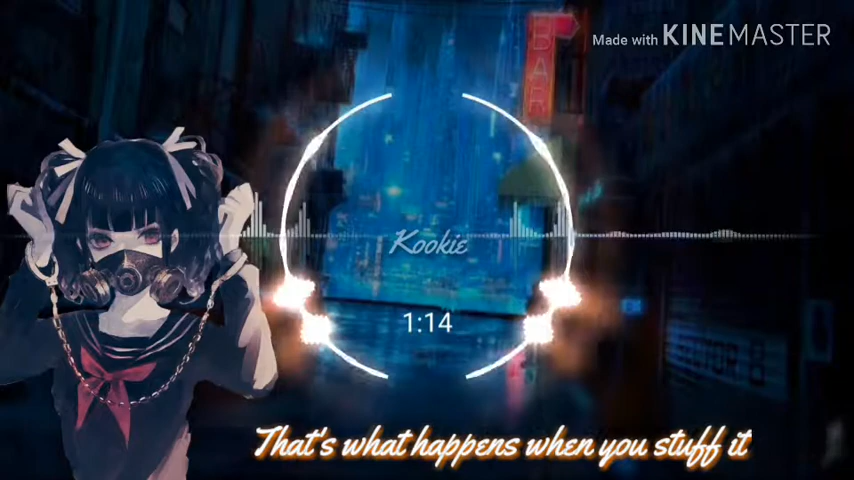 Made with KINEMASTER
BAR
Kookie
1:14
That's what happens when you stuff it